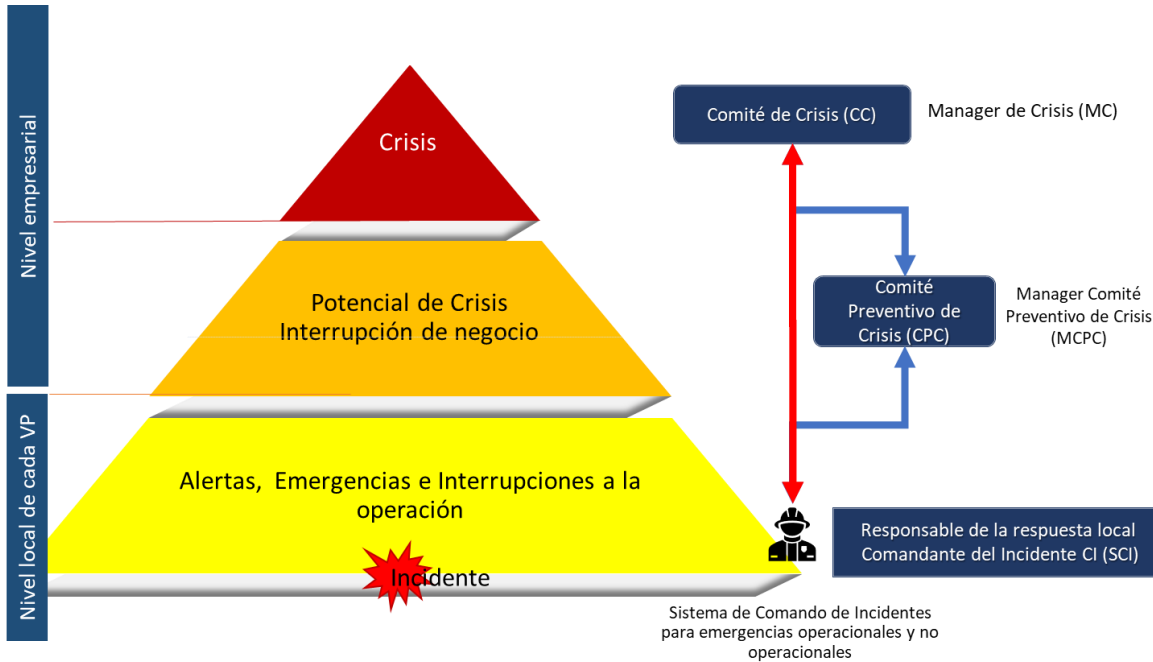 Nivel empresarial
Nivel local de cada VP
Crisis
Potencial de Crisis
Interrupción de negocio
Alertas, Emergencias e Interrupciones a la
operación
Incidente
Comité de Crisis (CC)
Manager de Crisis (MC)
Comité
Preventivo de
Crisis (CPC)
Manager Comité
Preventivo de Crisis
(MCPC)
Responsable de la respuesta local
Comandante del Incidente CI (SCI)
Sistema de Comando de Incidentes
para emergencias operacionales y no
operacionales